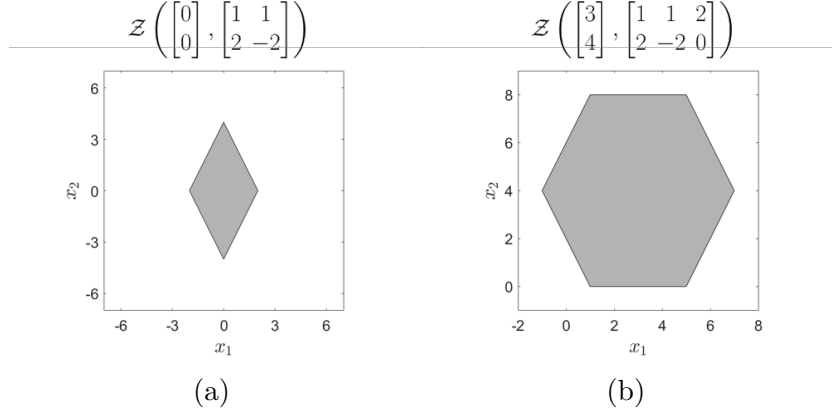 𝒵([0 0], [1 1 2 −2])
6
3
0
-3
-6
-6 -3 0 3 6
x₂
x₁
(a)
𝒵([3 4], [1 1 2 2 −2 0])
8
6
4
2
0
-2 0 2 4 6 8
x₂
x₁
(b)